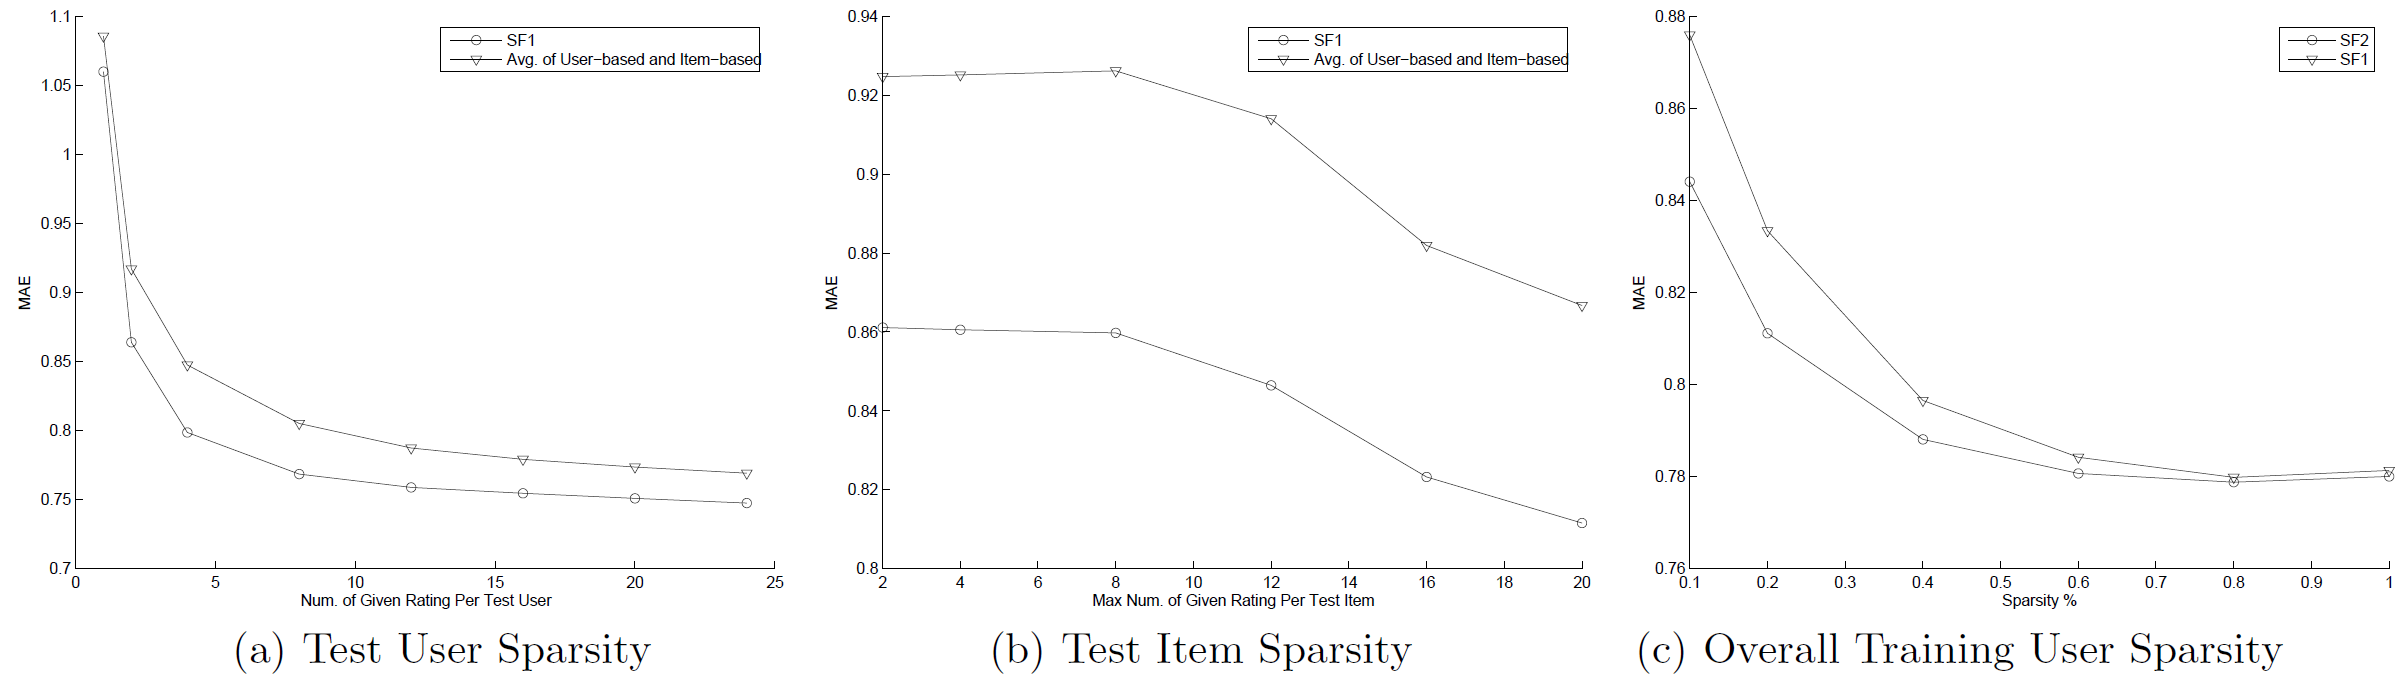 1.1
1.05
1
0.95
0.9
0.85
0.8
0.75
0.7
MAE
0 5 10 15 20 25
Num. of Given Rating Per Test User
SF1
Avg. of User−based and Item−based
(a) Test User Sparsity
0.94
0.92
0.9
0.88
0.86
0.84
0.82
0.8
MAE
2 4 6 8 10 12 14 16 18 20
Max Num. of Given Rating Per Test Item
SF1
Avg. of User−based and Item−based
(b) Test Item Sparsity
0.88
0.86
0.84
0.82
0.8
0.78
0.76
MAE
0.1 0.2 0.3 0.4 0.5 0.6 0.7 0.8 0.9 1
Sparsity %
SF2
SF1
(c) Overall Training User Sparsity